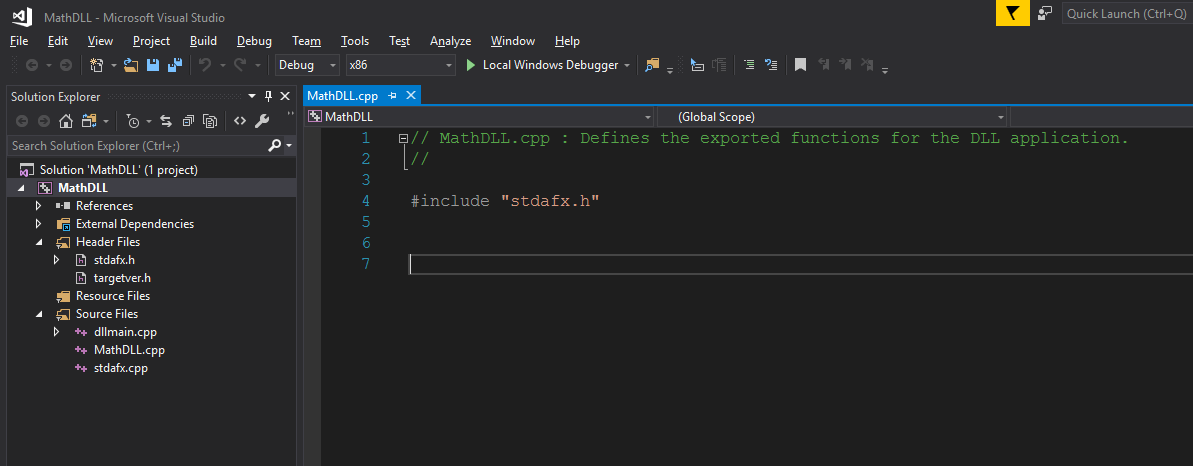 MathDLL - Microsoft Visual Studio
Quick Launch (Ctrl+Q)
File Edit View Project Build Debug Team Tools Test Analyze Window Help
Debug x86 Local Windows Debugger
Solution Explorer
MathDLL.cpp
MathDLL (Global Scope)
Search Solution Explorer (Ctrl+;)
Solution 'MathDLL' (1 project)
MathDLL
References
External Dependencies
Header Files
stdafx.h
targetver.h
Resource Files
Source Files
dllmain.cpp
MathDLL.cpp
stdafx.cpp
1 // MathDLL.cpp : Defines the exported functions for the DLL application.
2 //
3
4 #include "stdafx.h"
5
6
7